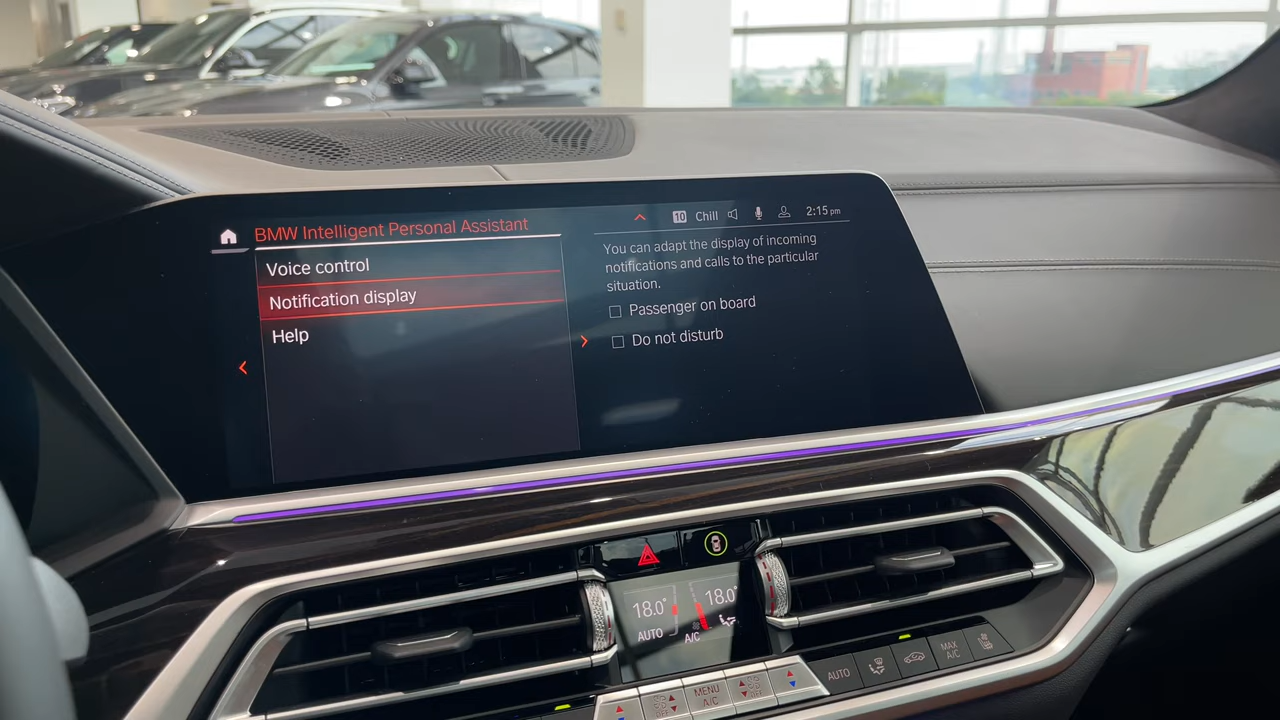 BMW Intelligent Personal Assistant
10 Chill 2:15 pm
Voice control
Notification display
Help
You can adapt the display of incoming
notifications and calls to the particular
situation.
Passenger on board
Do not disturb
18.0° 18.0°
AUTO A/C
AUTO
MAX
A/C
MENU
A/C
OFF